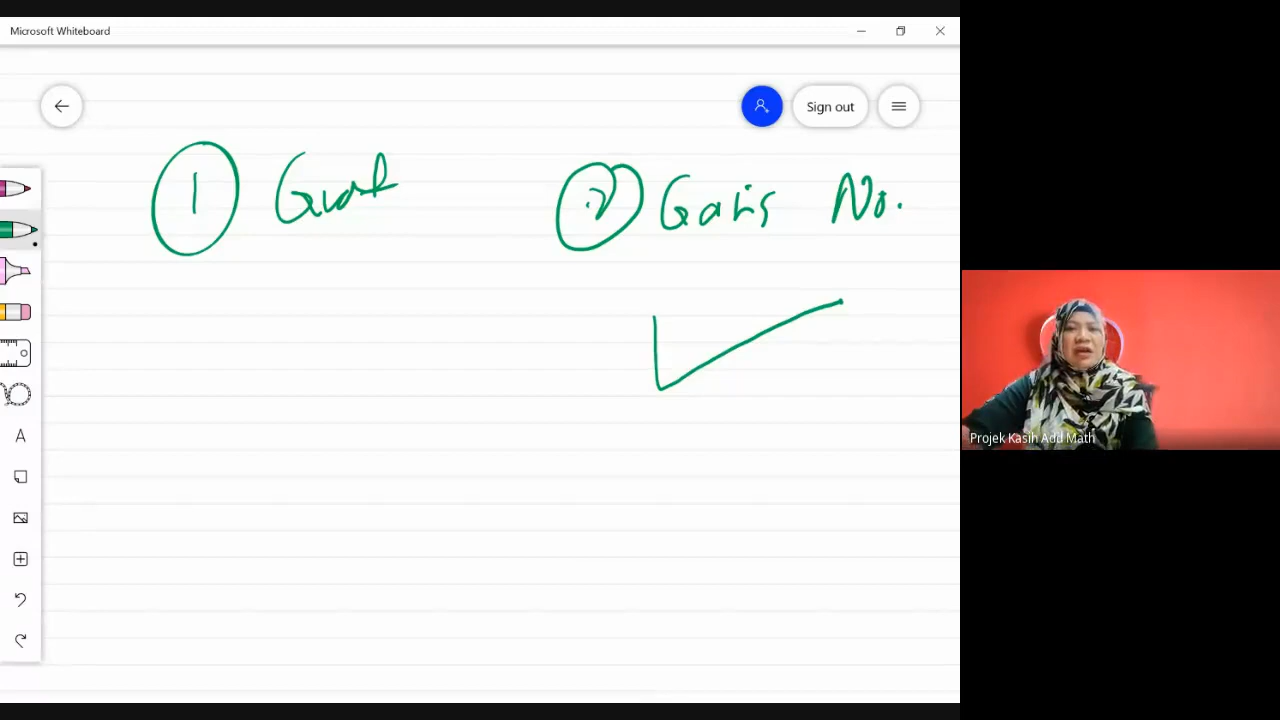 Microsoft Whiteboard
Sign out
1 Graf
2 Garis No.
A
Projek Kasih Add Math